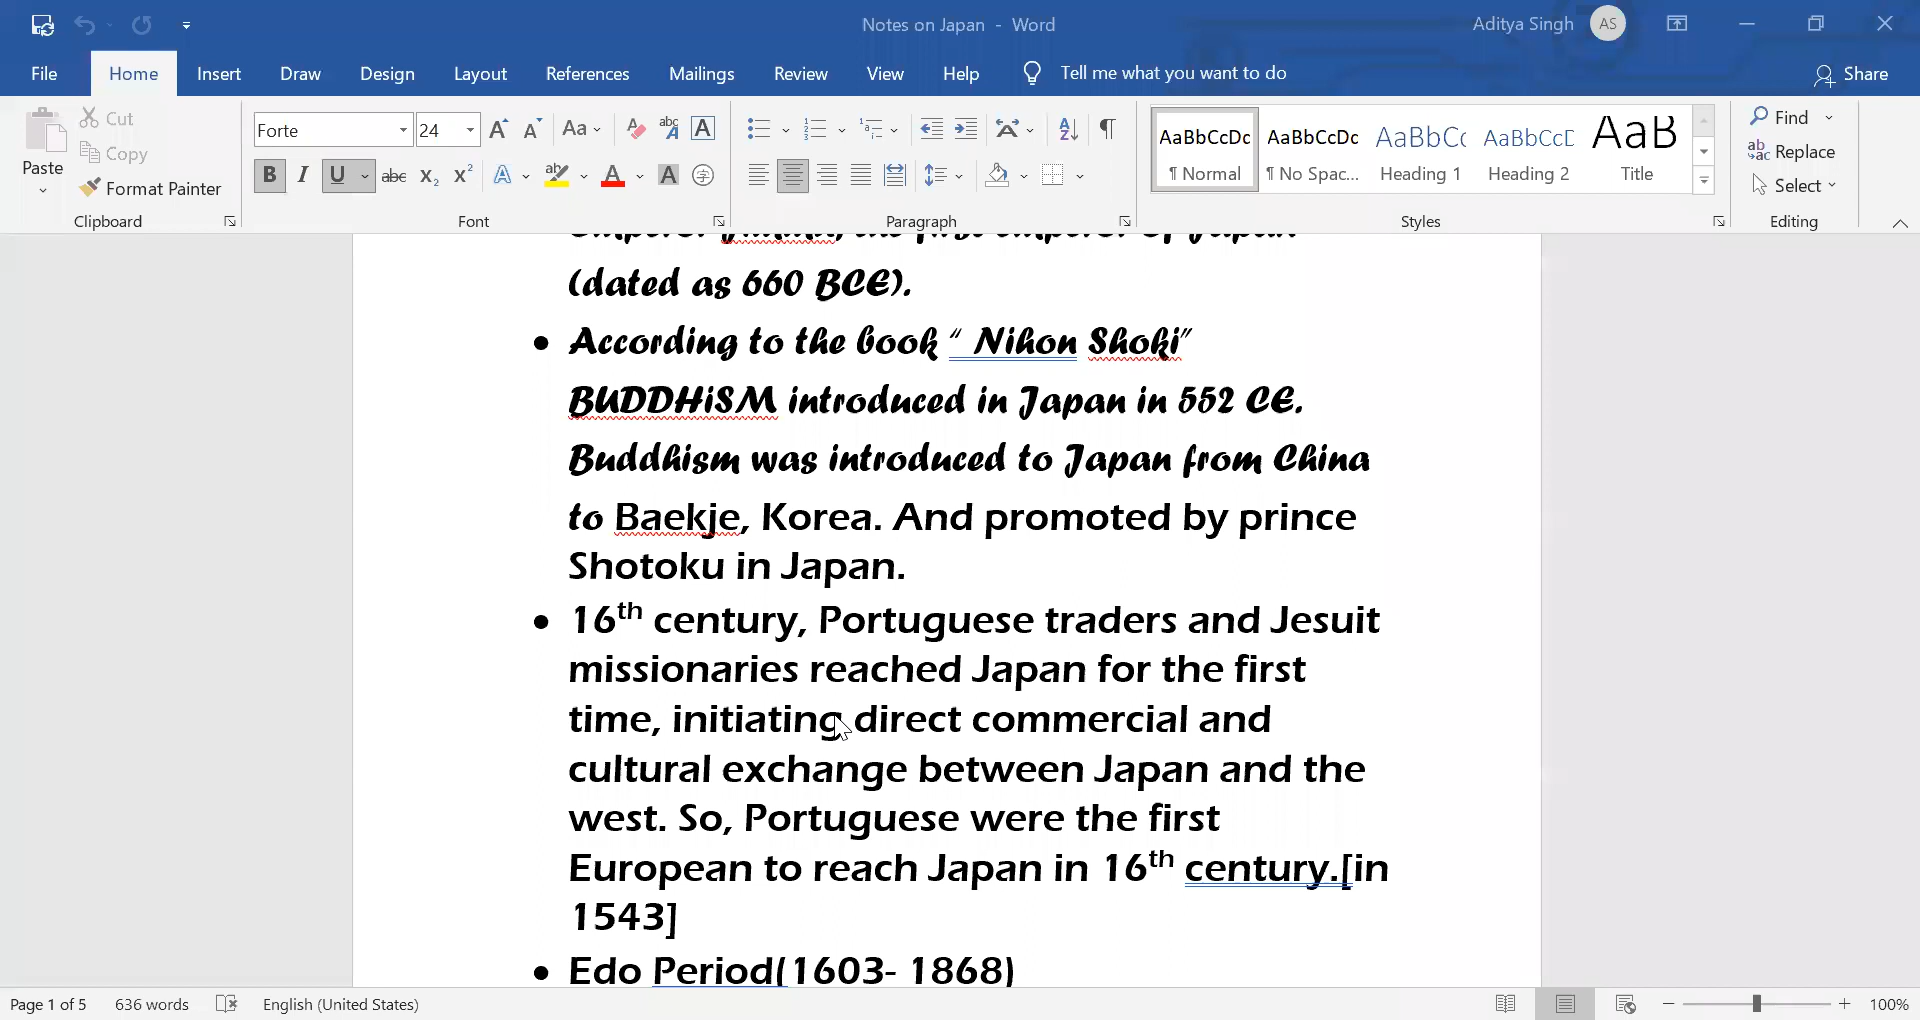 Notes on Japan - Word
Aditya Singh AS
File Home Insert Draw Design Layout References Mailings Review View Help Tell me what you want to do Share
Paste
Cut
Copy
Format Painter
Clipboard
Forte 24
Font
Paragraph
AaBbCcDc AaBbCcDc AaBbCc AaBbCcD AaB
¶ Normal ¶ No Spac... Heading 1 Heading 2 Title
Styles
Find
Replace
Select
Editing
(dated as 660 BCE).
• According to the book “ Nihon Shoki”
BUDDHiSM introduced in Japan in 552 CE.
Buddhism was introduced to Japan from China
to Baekje, Korea. And promoted by prince
Shotoku in Japan.
• 16th century, Portuguese traders and Jesuit
missionaries reached Japan for the first
time, initiating direct commercial and
cultural exchange between Japan and the
west. So, Portuguese were the first
European to reach Japan in 16th century.[in
1543]
• Edo Period(1603- 1868)
Page 1 of 5 636 words English (United States) 100%